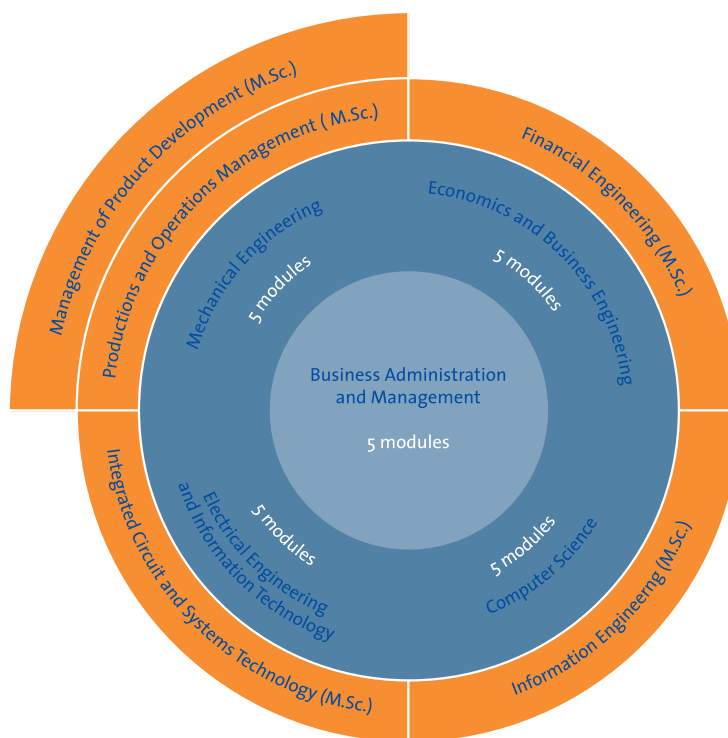 Management of Product Development (M.Sc.)
Productions and Operations Management ( M.Sc.)
Financial Engineering (M.Sc.)
Mechanical Engineering
5 modules
Economics and Business Engineering
5 modules
Business Administration
and Management
5 modules
Electrical Engineering
and Information Technology
5 modules
Computer Science
5 modules
Integrated Circuit and Systems Technology (M.Sc.)
Information Engineerng (M.Sc.)